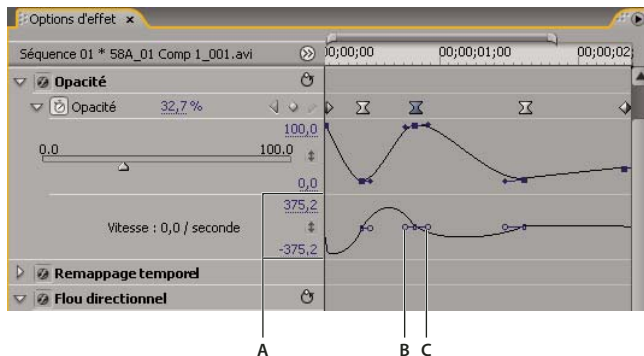 Options d'effet ×
Séquence 01 * 58A_01 Comp 1_001.avi
00;00;00 00;00;01;00 00;00;02;
Opacité
Opacité 32,7 % 
100,0
0.0 100.0
0,0
375,2
Vitesse : 0,0 / seconde
-375,2
Remappage temporel
Flou directionnel
A B C